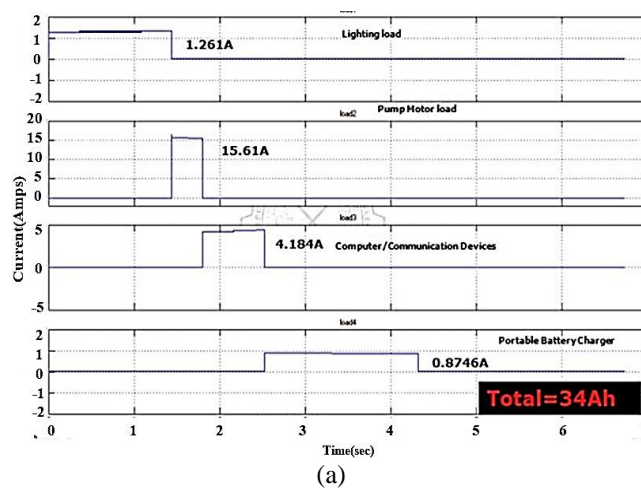 2
1
0
-1
-2
Lighting load
1.261A
Pump Motor load
load2
20
15
10
5
0
15.61A
load3
5
0
-5
4.184A
Computer/Communication Devices
load4
2
1
0
-1
-2
Portable Battery Charger
0.8746A
Total=34Ah
Current(Amps)
0 1 2 3 4 5 6
Time(sec)
(a)